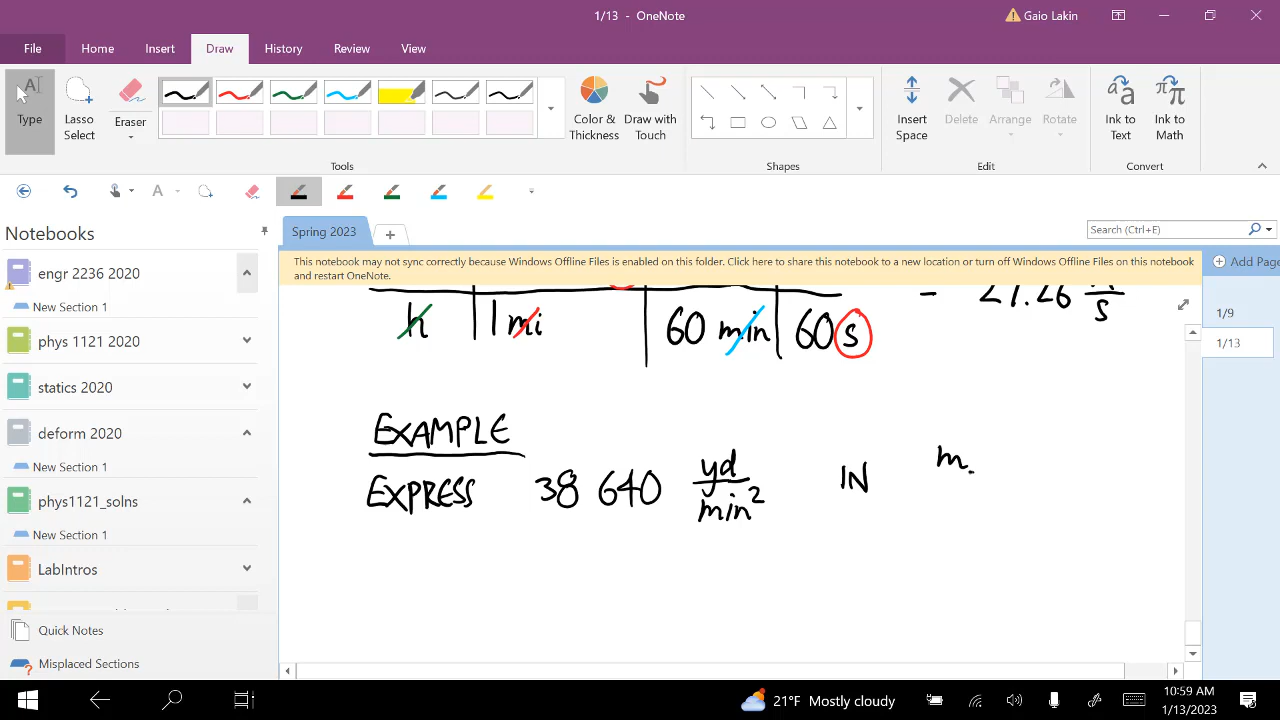 1/13 - OneNote
Gaio Lakin
File Home Insert Draw History Review View
Type
Lasso Select
Eraser
Color & Thickness
Draw with Touch
Insert Space
Delete
Arrange
Rotate
Ink to Text
Ink to Math
Tools
Shapes
Edit
Convert
Notebooks
Spring 2023
Search (Ctrl+E)
This notebook may not sync correctly because Windows Offline Files is enabled on this folder. Click here to share this notebook to a new location or turn off Windows Offline Files on this notebook
and restart OneNote.
Add Page
1/9
1/13
engr 2236 2020
New Section 1
phys 1121 2020
statics 2020
deform 2020
New Section 1
phys1121_solns
New Section 1
LabIntros
Quick Notes
Misplaced Sections
= 27.26
s
h 1 mi 60 min 60 s
EXAMPLE
EXPRESS 38 640 yd/min² IN m
21°F Mostly cloudy
10:59 AM
1/13/2023